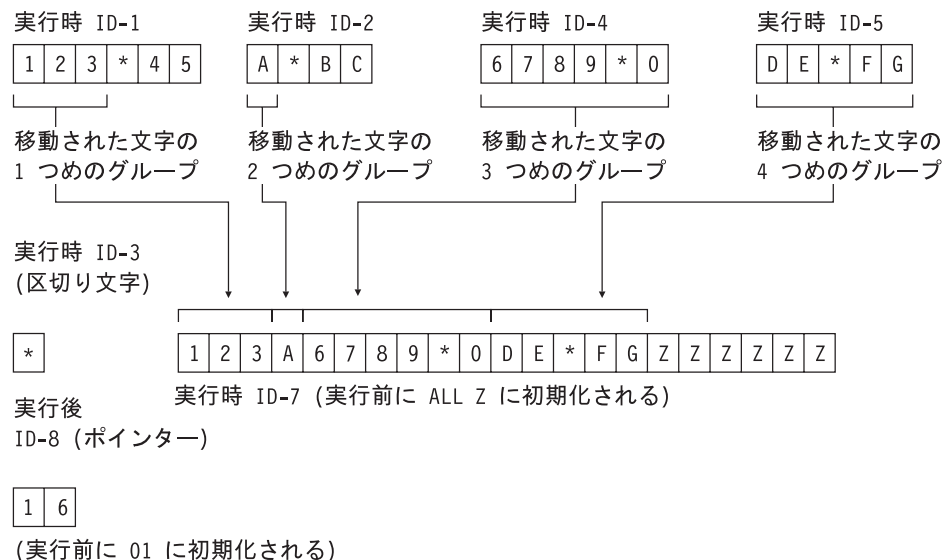 実行時 ID-1 実行時 ID-2 実行時 ID-4 実行時 ID-5
1 2 3 * 4 5 A * B C 6 7 8 9 * 0 D E * F G
移動された文字の 移動された文字の 移動された文字の 移動された文字の
1 つめのグループ 2 つめのグループ 3 つめのグループ 4 つめのグループ
実行時 ID-3
(区切り文字)
* 1 2 3 A 6 7 8 9 * 0 D E * F G Z Z Z Z Z Z
実行時 ID-7 (実行前に ALL Z に初期化される)
実行後
ID-8 (ポインター)
1 6
(実行前に 01 に初期化される)